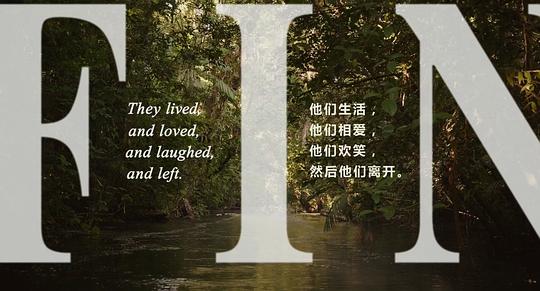 FIN
They lived,
and loved,
and laughed,
and left.
他们生活，
他们相爱，
他们欢笑，
然后他们离开。